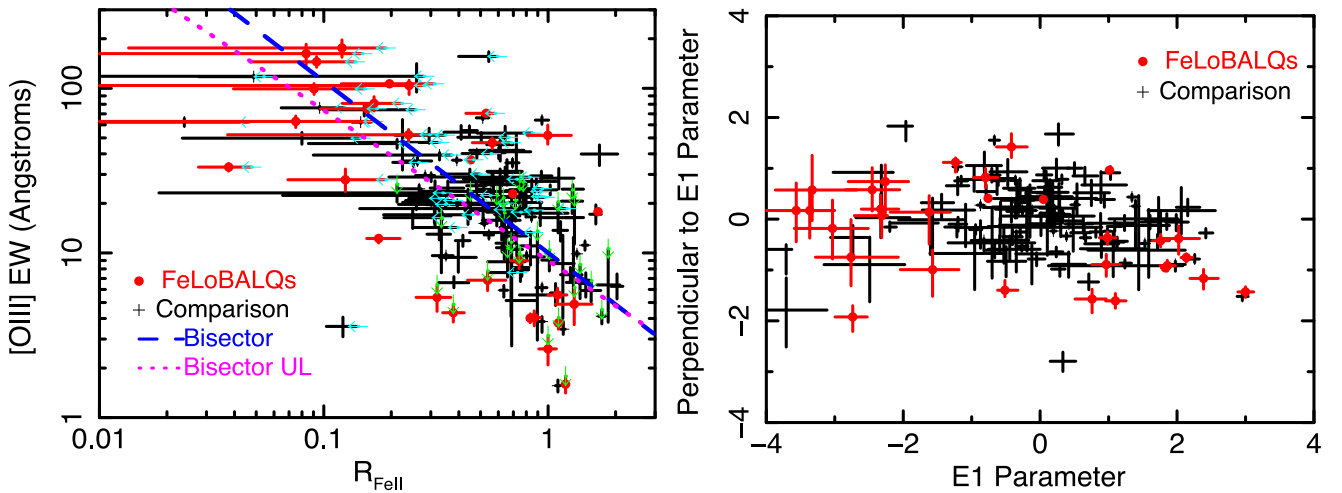 [OIII] EW (Angstroms)
100
10
1
FeLoBALQs
Comparison
Bisector
Bisector UL
0.01
0.1
1
R_FeII
Perpendicular to E1 Parameter
4
2
0
−2
−4
FeLoBALQs
Comparison
−4
−2
0
2
4
E1 Parameter